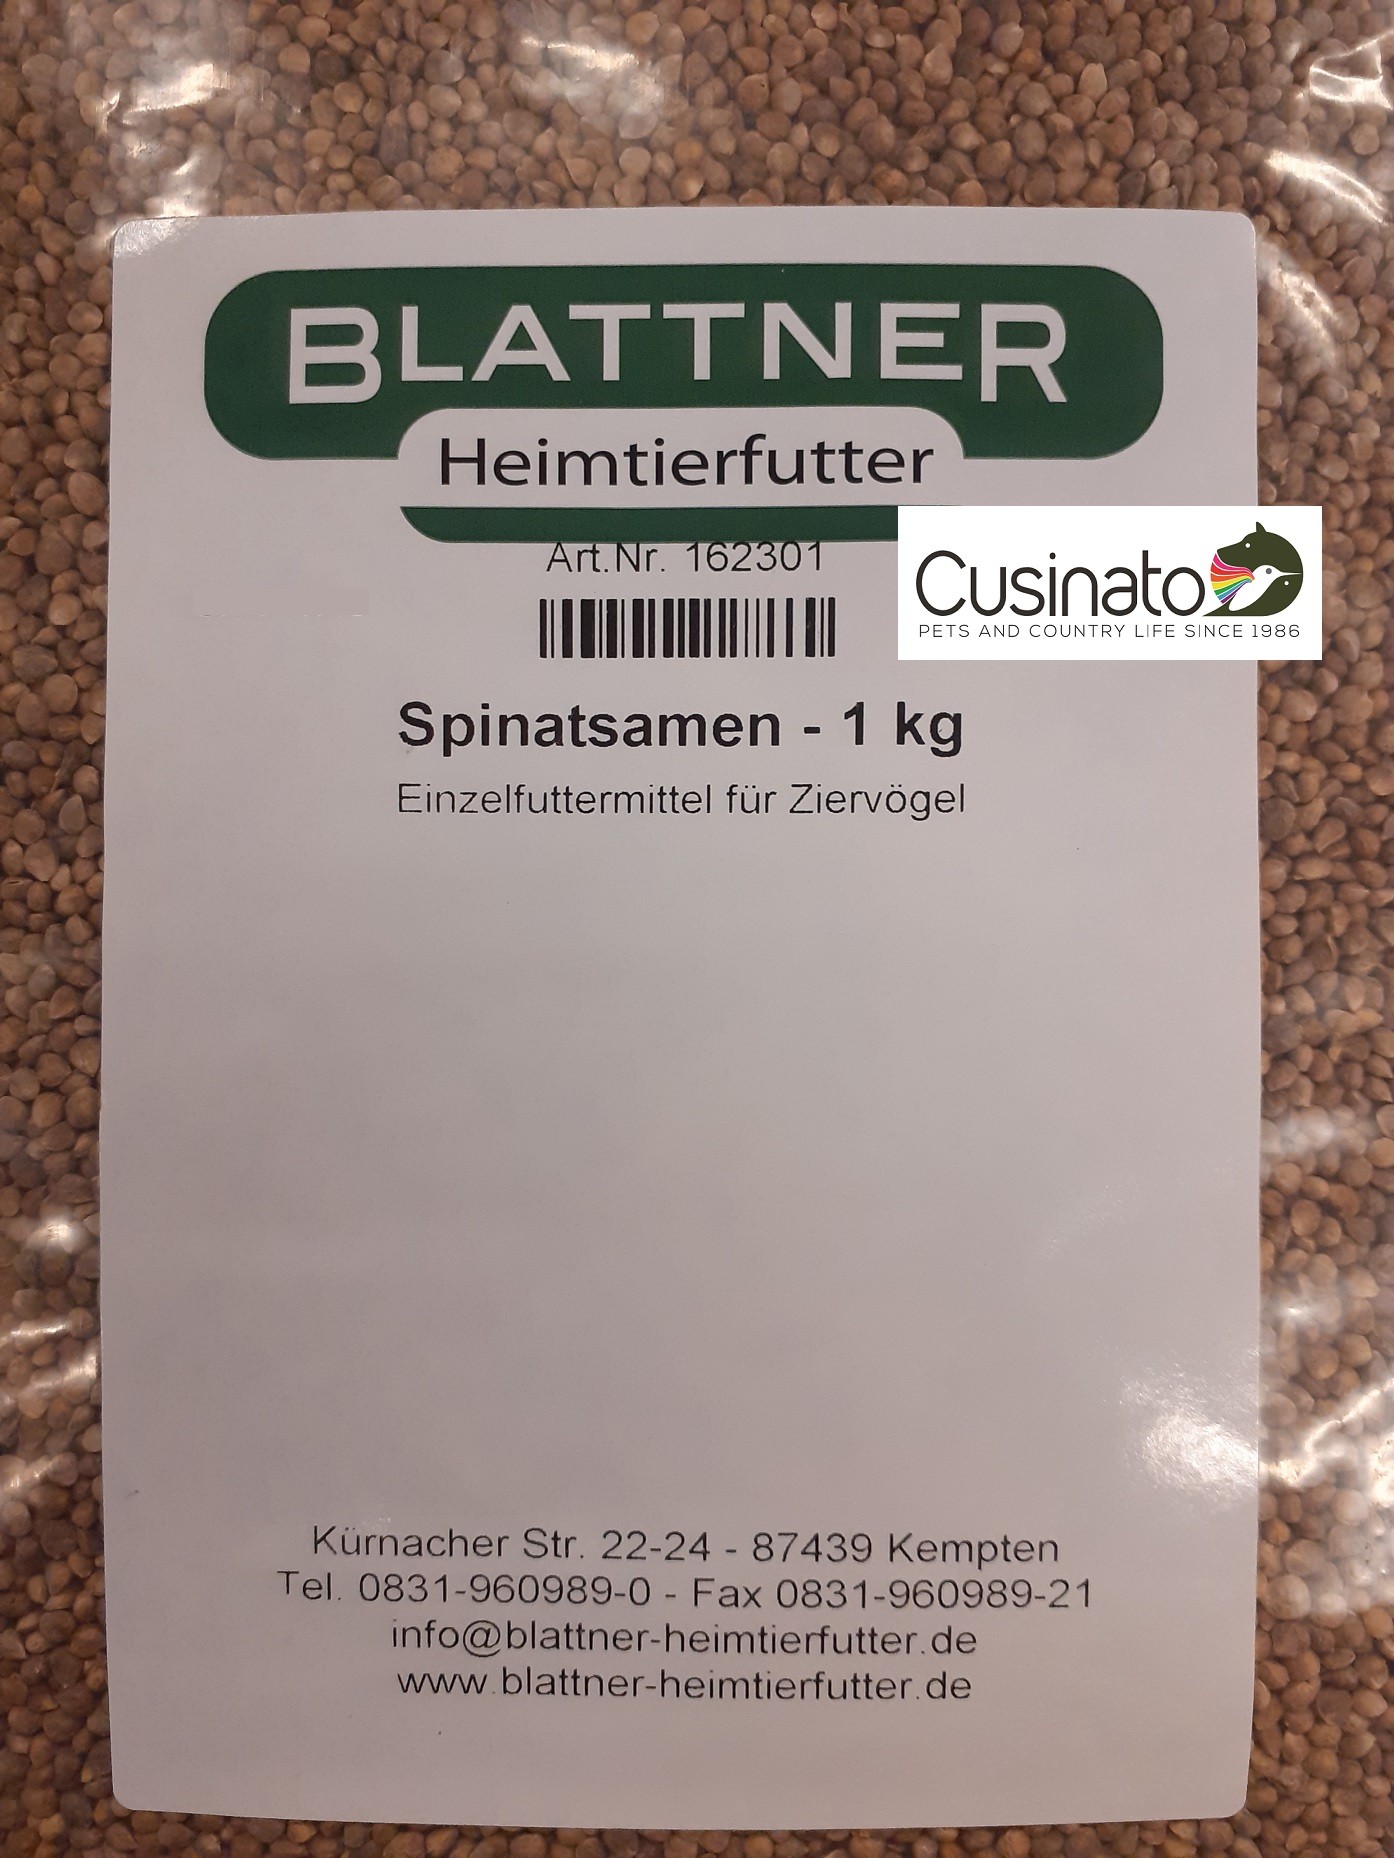 BLATTNER
Heimtierfutter
Art.Nr. 162301
Cusinato
PETS AND COUNTRY LIFE SINCE 1986
Spinatsamen - 1 kg
Einzelfuttermittel für Ziervögel
Kürnacher Str. 22-24 - 87439 Kempten
Tel. 0831-960989-0 - Fax 0831-960989-21
info@blattner-heimtierfutter.de
www.blattner-heimtierfutter.de